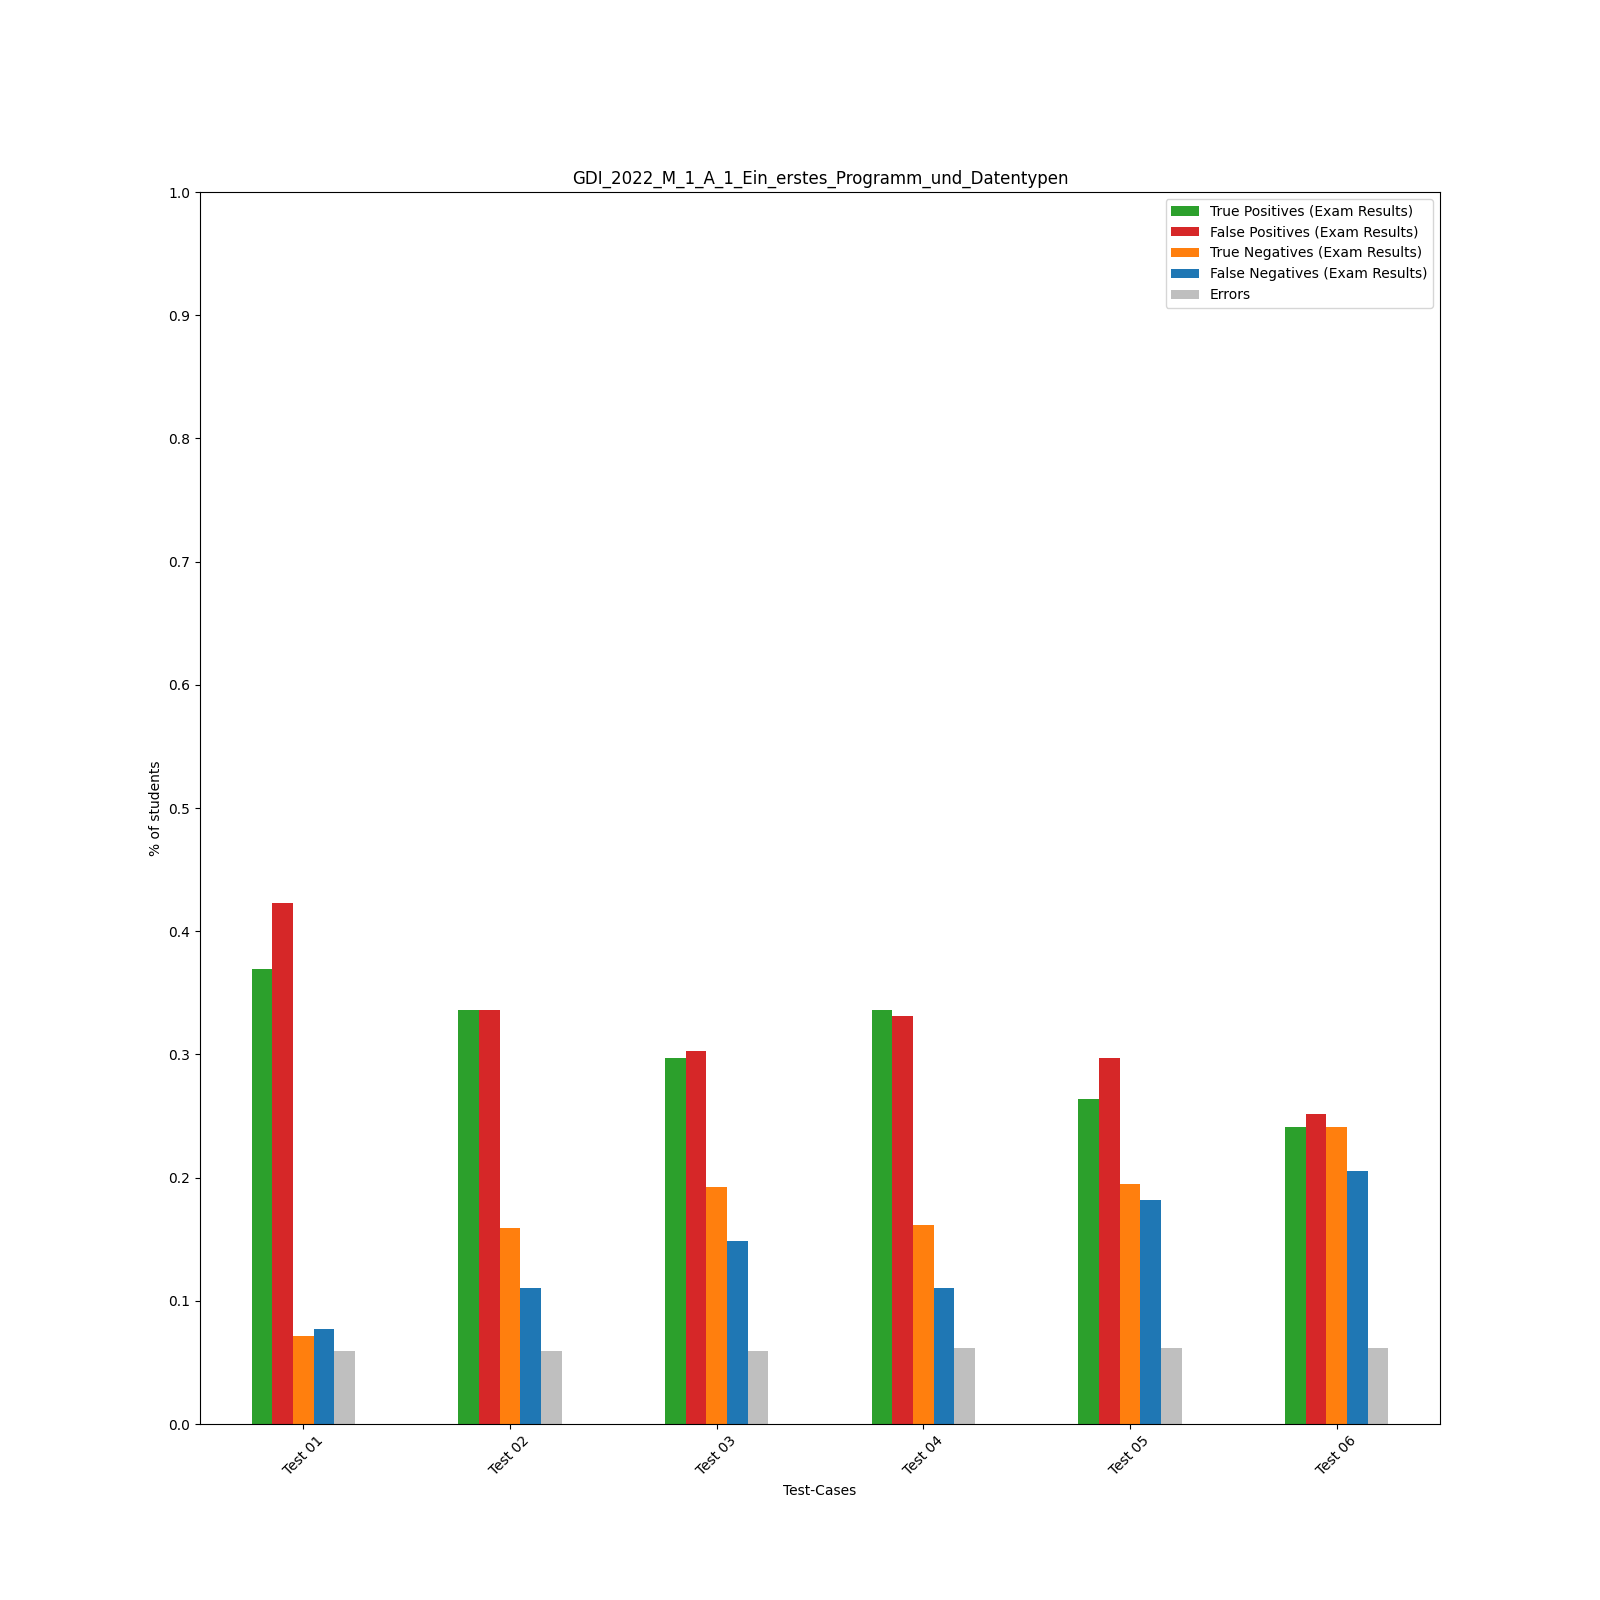 GDI_2022_M_1_A_1_Ein_erstes_Programm_und_Datentypen
True Positives (Exam Results)
False Positives (Exam Results)
True Negatives (Exam Results)
False Negatives (Exam Results)
Errors
1.0
0.9
0.8
0.7
0.6
0.5
0.4
0.3
0.2
0.1
0.0
% of students
Test 01
Test 02
Test 03
Test 04
Test 05
Test 06
Test-Cases